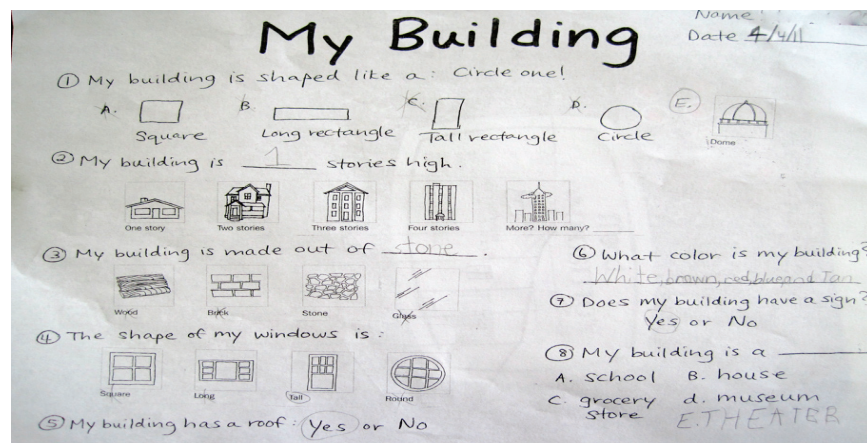 My Building
Name
Date 4/4/11
① My building is shaped like a: Circle one!
A. B. C. D. E.
Square Long rectangle Tall rectangle Circle Dome
② My building is 1 stories high.
One story Two stories Three stories Four stories More? How many? ____
③ My building is made out of stone.
Wood Brick Stone Glass
④ The shape of my windows is:
Square Long Tall Round
⑤ My building has a roof: Yes or No
⑥ What color is my building?
White, brown, red, blue, and Tan
⑦ Does my building have a sign?
Yes or No
⑧ My building is a ____
A. school B. house
C. grocery store d. museum
E. THEATER